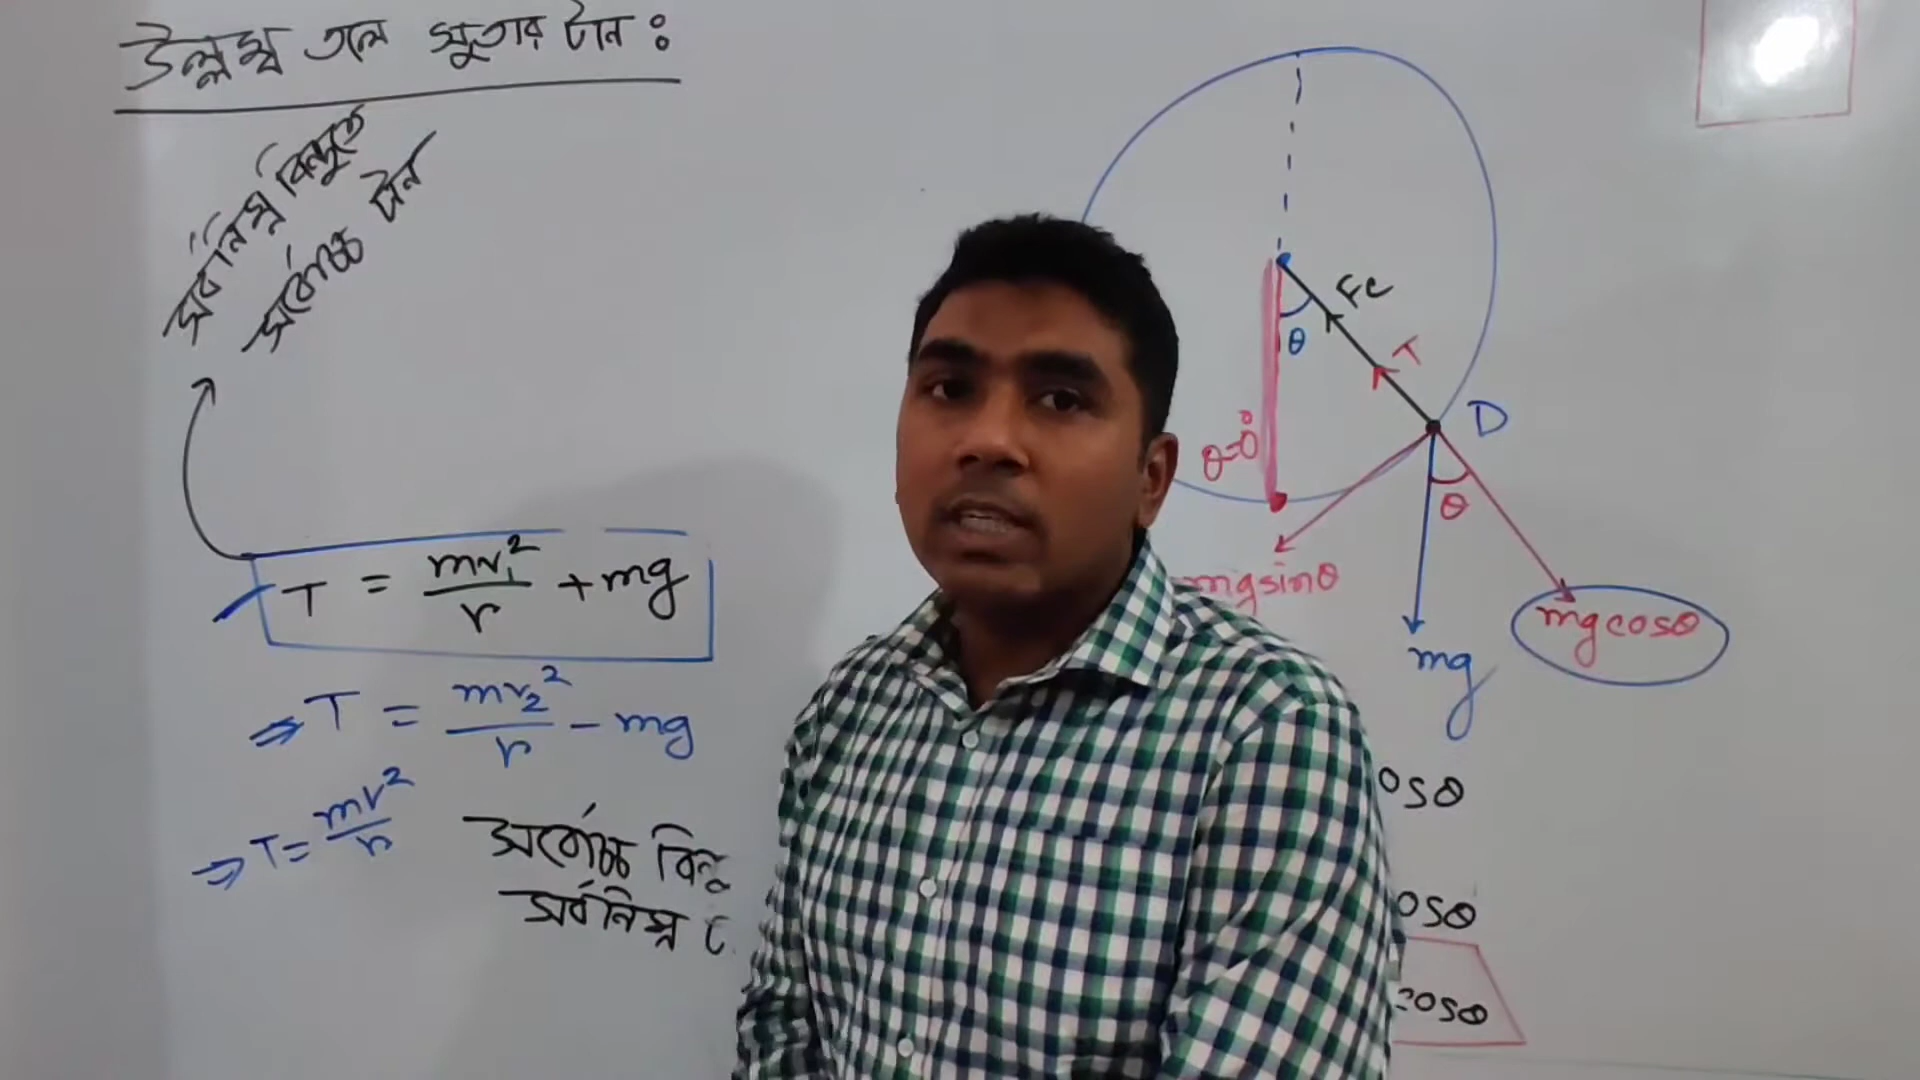 উল্লম্ব তলে সুতার টান :
সর্বনিম্ন বিন্দুতে
সর্বোচ্চ টান
T = mv₁²/r + mg
⇒ T = mv₂²/r - mg
⇒ T = mv²/r
সর্বোচ্চ
সর্বনিম্ন
Fc
θ
T
D
θ=0°
θ
mgsinθ
mgcosθ
mg
osθ
osθ
cosθ